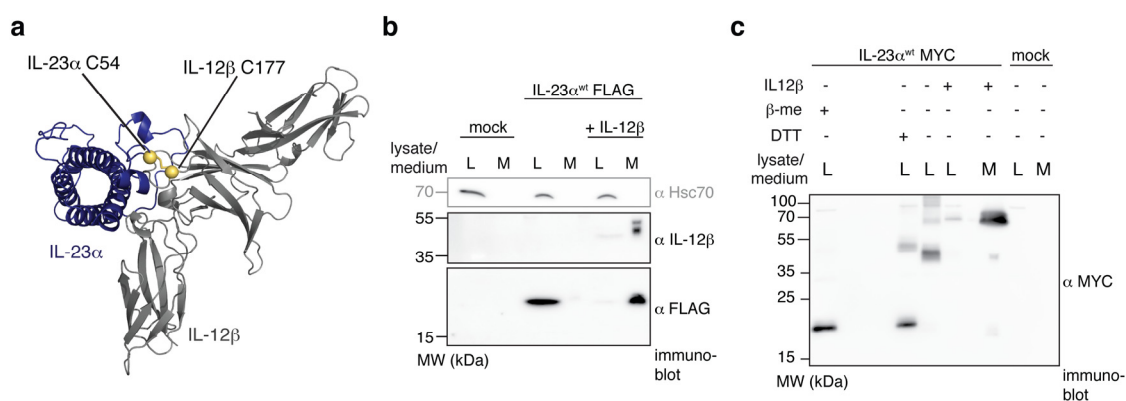 a
IL-23α C54
IL-12β C177
IL-23α
IL-12β
b
IL-23αwt FLAG
mock
+ IL-12β
lysate/
medium
L M L M L M
70
α Hsc70
55
35
α IL-12β
α FLAG
15
MW (kDa)
immuno-
blot
c
IL-23αwt MYC mock
IL12β - - - + + - -
β-me + - - - - - -
DTT - + - - - - -
lysate/
medium
L L L L M L M
100
70
55
35
25
15
α MYC
MW (kDa)
immuno-
blot